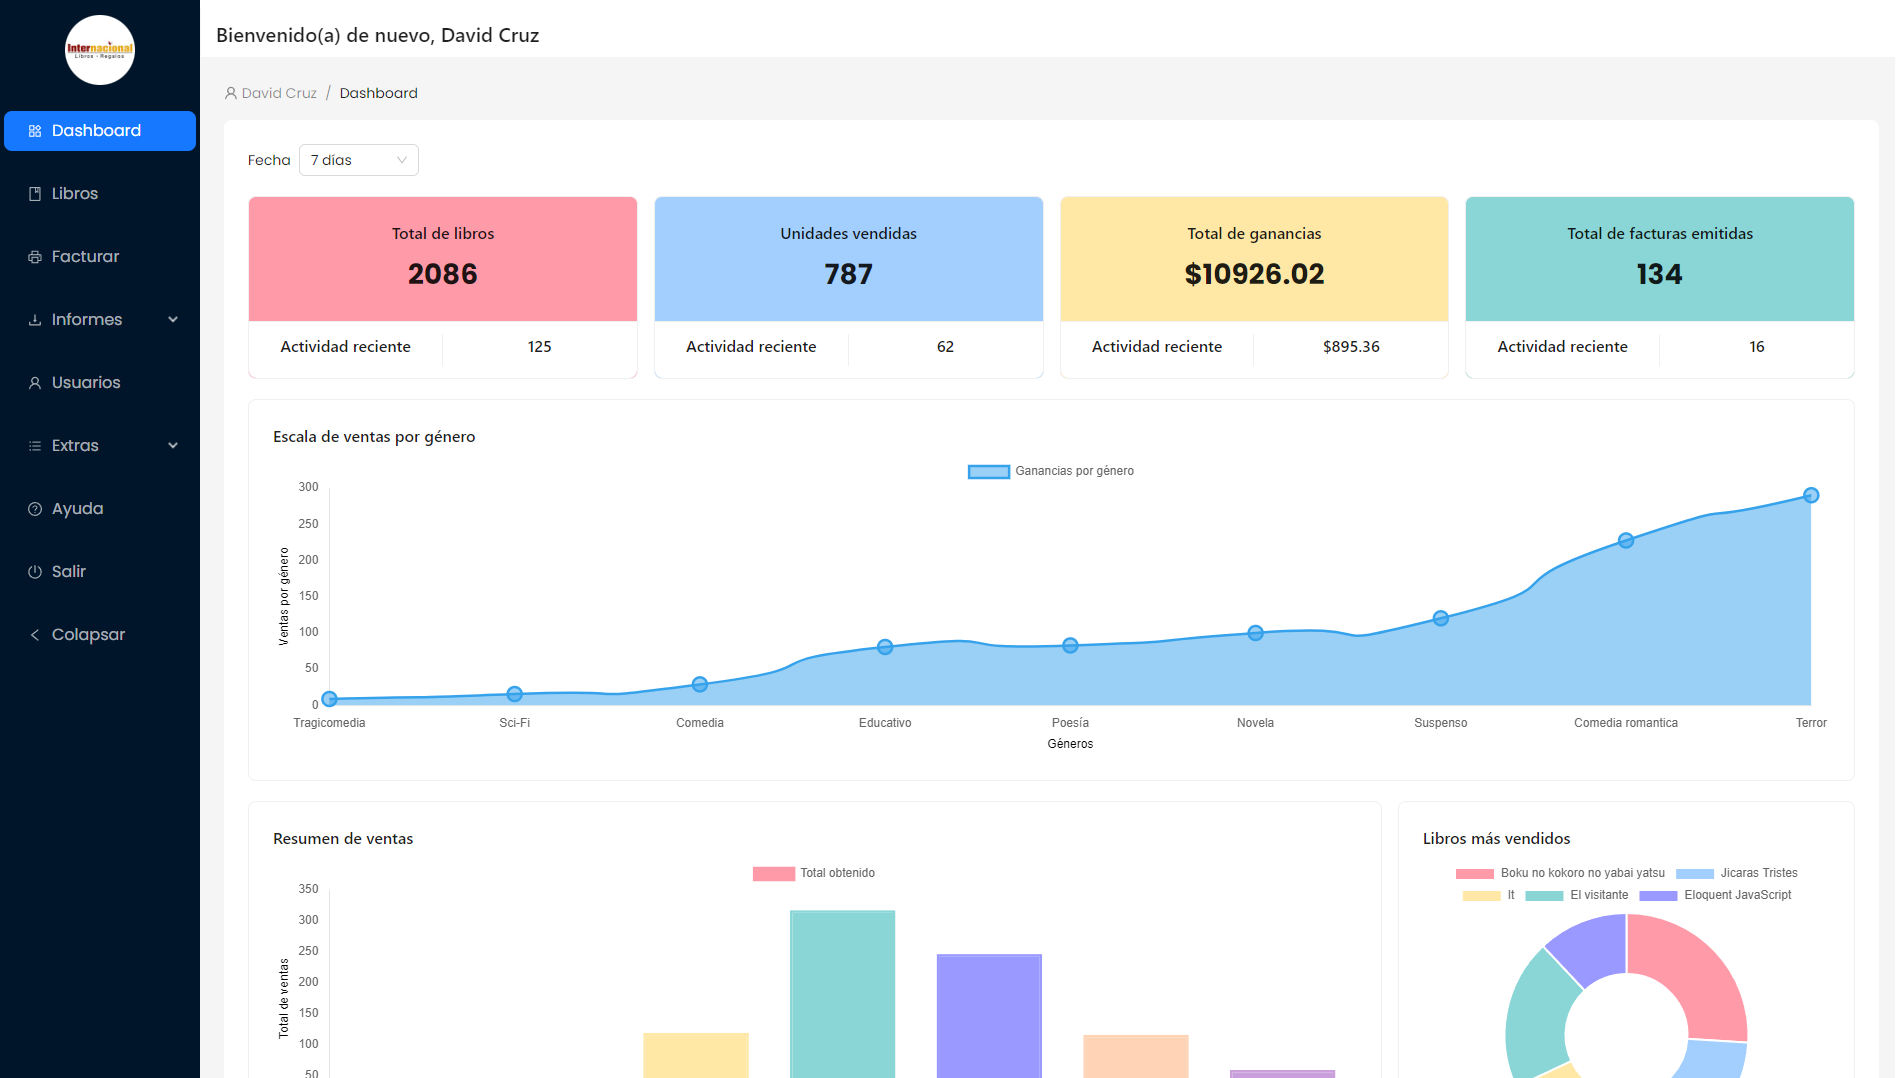 Internacional
Libros - Regalos
Bienvenido(a) de nuevo, David Cruz
David Cruz / Dashboard
Dashboard
Libros
Facturar
Informes
Usuarios
Extras
Ayuda
Salir
Colapsar
Fecha 7 días
Total de libros
2086
Actividad reciente 125
Unidades vendidas
787
Actividad reciente 62
Total de ganancias
$10926.02
Actividad reciente $895.36
Total de facturas emitidas
134
Actividad reciente 16
Escala de ventas por género
Ganancias por género
Ventas por género
300
250
200
150
100
50
0
Tragicomedia Sci-Fi Comedia Educativo Poesía Novela Suspenso Comedia romantica Terror
Géneros
Resumen de ventas
Total obtenido
Total de ventas
350
300
250
200
150
100
50
Libros más vendidos
Boku no kokoro no yabai yatsu Jicaras Tristes
It El visitante Eloquent JavaScript